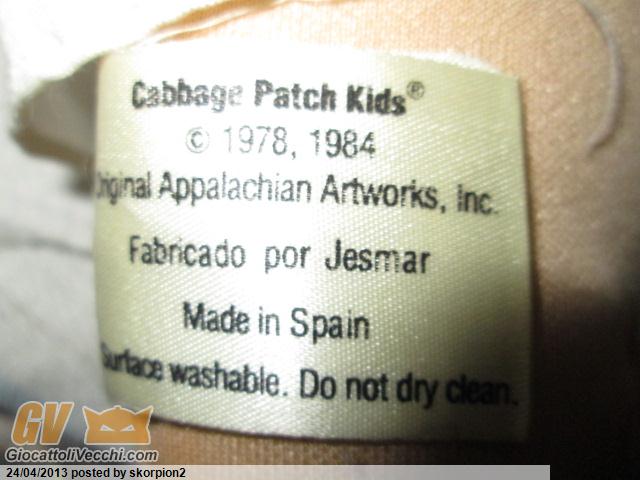 Cabbage Patch Kids®
© 1978, 1984
Original Appalachian Artworks, Inc.
Fabricado por Jesmar
Made in Spain
Surface washable. Do not dry clean.
GV
GiocattoliVecchi.com
24/04/2013 posted by skorpion2